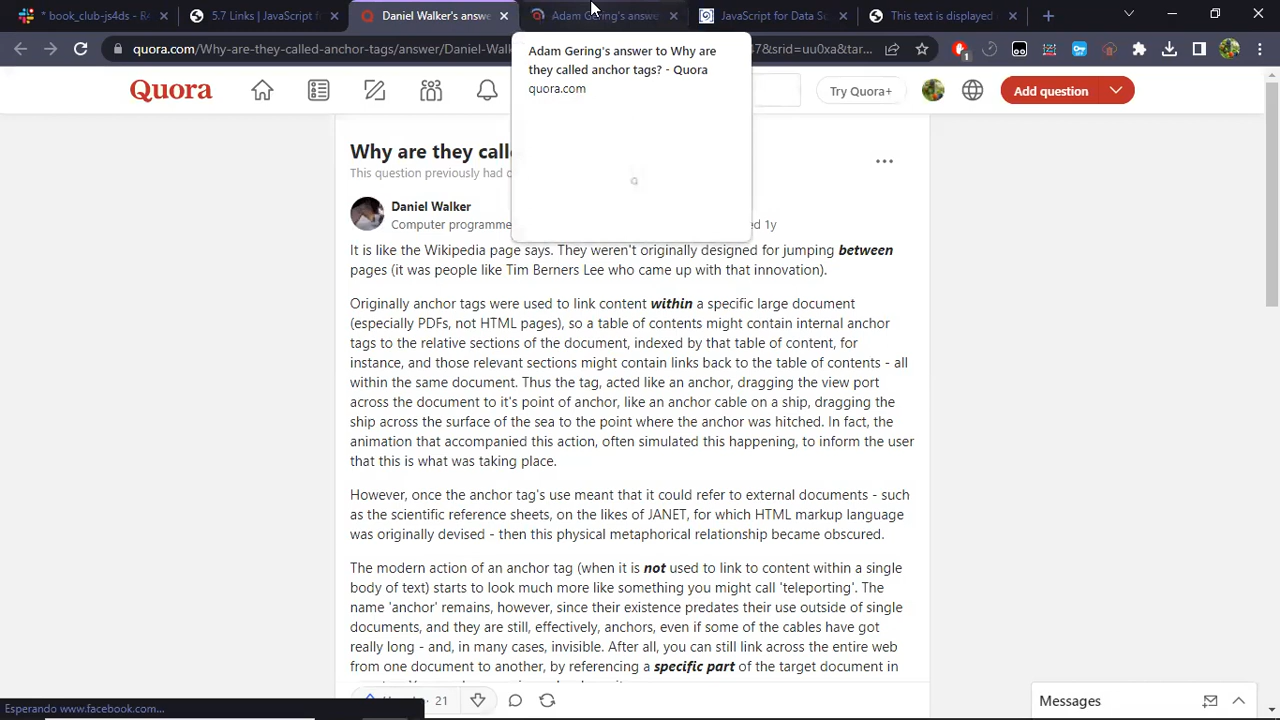 * book_club-js4ds - R4
5.7 Links | JavaScript f
Daniel Walker's answe
Adam Gering's answe
JavaScript for Data S
This text is displayed
quora.com/Why-are-they-called-anchor-tags/answer/Daniel-Walk
Adam Gering's answer to Why are
they called anchor tags? - Quora
quora.com
Quora
Try Quora+
Add question
Why are they calle
This question previously had d
Daniel Walker
Computer programme
ed 1y
It is like the Wikipedia page says. They weren't originally designed for jumping between
pages (it was people like Tim Berners Lee who came up with that innovation).
Originally anchor tags were used to link content within a specific large document
(especially PDFs, not HTML pages), so a table of contents might contain internal anchor
tags to the relative sections of the document, indexed by that table of content, for
instance, and those relevant sections might contain links back to the table of contents - all
within the same document. Thus the tag, acted like an anchor, dragging the view port
across the document to it's point of anchor, like an anchor cable on a ship, dragging the
ship across the surface of the sea to the point where the anchor was hitched. In fact, the
animation that accompanied this action, often simulated this happening, to inform the user
that this is what was taking place.
However, once the anchor tag's use meant that it could refer to external documents - such
as the scientific reference sheets, on the likes of JANET, for which HTML markup language
was originally devised - then this physical metaphorical relationship became obscured.
The modern action of an anchor tag (when it is not used to link to content within a single
body of text) starts to look much more like something you might call 'teleporting'. The
name 'anchor' remains, however, since their existence predates their use outside of single
documents, and they are still, effectively, anchors, even if some of the cables have got
really long - and, in many cases, invisible. After all, you can still link across the entire web
from one document to another, by referencing a specific part of the target document in
21
Messages
Esperando www.facebook.com...